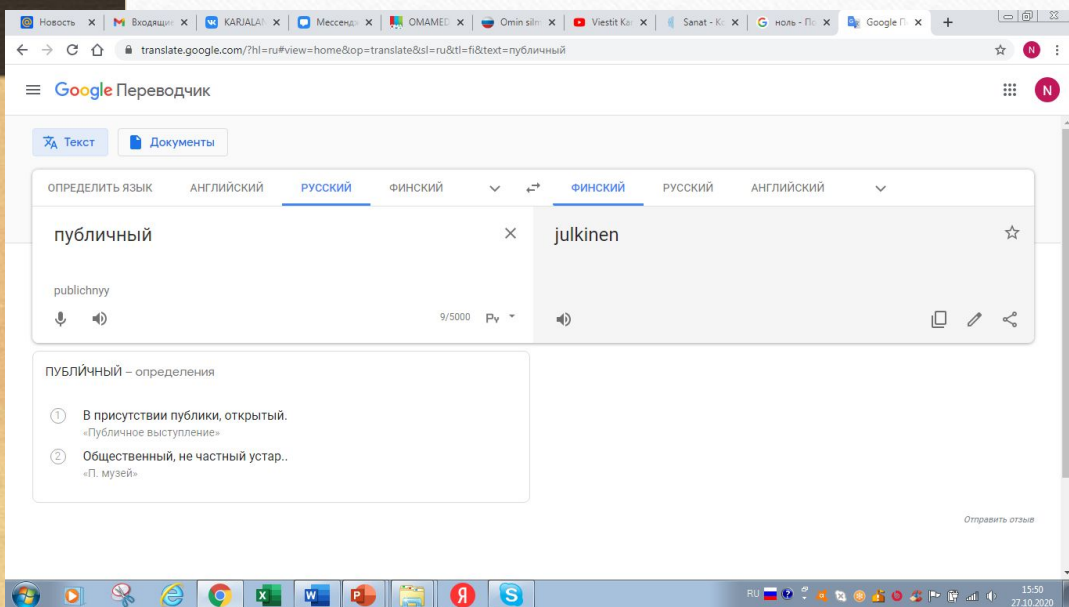 Новость
Входящие
KARJALAN
Мессендж
OMAMED
Omin silm
Viestit Kar
Sanat - Ko
ноль - По
Google П
translate.google.com/?hl=ru#view=home&op=translate&sl=ru&tl=fi&text=публичный
N
Google Переводчик
N
Текст
Документы
ОПРЕДЕЛИТЬ ЯЗЫК АНГЛИЙСКИЙ РУССКИЙ ФИНСКИЙ ФИНСКИЙ РУССКИЙ АНГЛИЙСКИЙ
публичный
julkinen
publichnyy
9/5000
ПУБЛИ́ЧНЫЙ – определения
1 В присутствии публики, открытый.
«Публичное выступление»
2 Общественный, не частный устар..
«П. музей»
Отправить отзыв
RU
15:50
27.10.2020